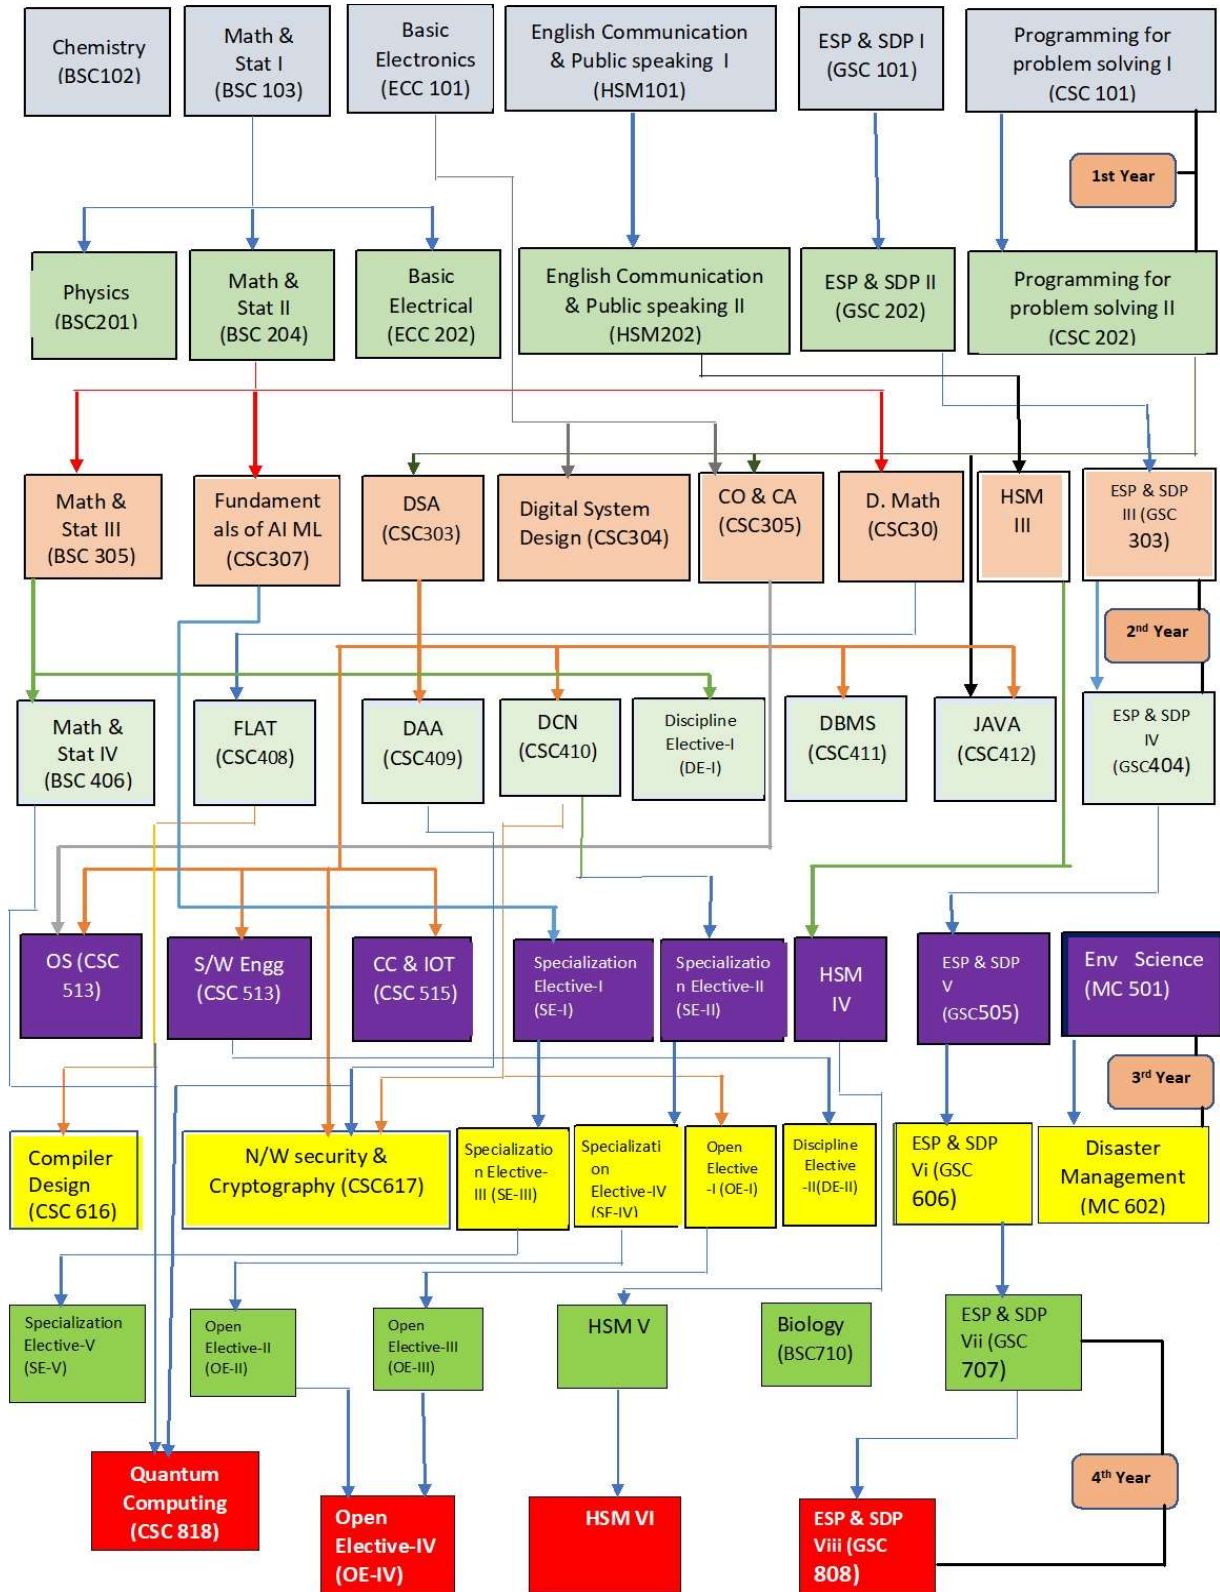 Chemistry
(BSC102)
Math &
Stat I
(BSC 103)
Basic
Electronics
(ECC 101)
English Communication
& Public speaking I
(HSM101)
ESP & SDP I
(GSC 101)
Programming for
problem solving I
(CSC 101)
1st Year
Physics
(BSC201)
Math &
Stat II
(BSC 204)
Basic
Electrical
(ECC 202)
English Communication
& Public speaking II
(HSM202)
ESP & SDP II
(GSC 202)
Programming for
problem solving II
(CSC 202)
Math &
Stat III
(BSC 305)
Fundament
als of AI ML
(CSC307)
DSA
(CSC303)
Digital System
Design (CSC304)
CO & CA
(CSC305)
D. Math
(CSC30)
HSM
III
ESP & SDP
III (GSC
303)
2nd Year
Math &
Stat IV
(BSC 406)
FLAT
(CSC408)
DAA
(CSC409)
DCN
(CSC410)
Discipline
Elective-I
(DE-I)
DBMS
(CSC411)
JAVA
(CSC412)
ESP & SDP
IV
(GSC404)
OS (CSC
513)
S/W Engg
(CSC 513)
CC & IOT
(CSC 515)
Specialization
Elective-I
(SE-I)
Specializatio
n Elective-II
(SE-II)
HSM
IV
ESP & SDP
V
(GSC505)
Env Science
(MC 501)
3rd Year
Compiler
Design
(CSC 616)
N/W security &
Cryptography (CSC617)
Specializatio
n Elective-
III (SE-III)
Specializati
on
Elective-IV
(SE-IV)
Open
Elective
-I (OE-I)
Discipline
Elective
-II(DE-II)
ESP & SDP
Vi (GSC
606)
Disaster
Management
(MC 602)
Specialization
Elective-V
(SE-V)
Open
Elective-II
(OE-II)
Open
Elective-III
(OE-III)
HSM V
Biology
(BSC710)
ESP & SDP
Vii (GSC
707)
4th Year
Quantum
Computing
(CSC 818)
Open
Elective-IV
(OE-IV)
HSM VI
ESP & SDP
Viii (GSC
808)